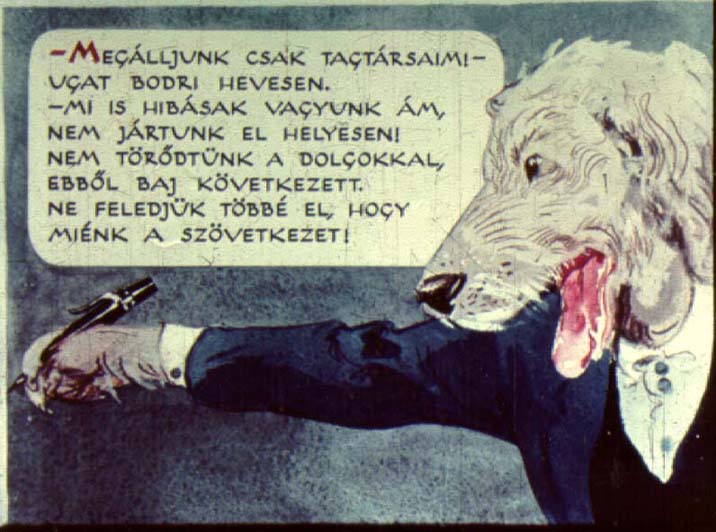 –MEGÁLLJUNK CSAK TAGTÁRSAIM!–
UGAT BODRI HEVESEN.
–MI IS HIBÁSAK VAGYUNK ÁM,
NEM JÁRTUNK EL HELYESEN!
NEM TÖRŐDTÜNK A DOLGOKKAL,
EBBŐL BAJ KÖVETKEZETT.
NE FELEDJÜK TÖBBÉ EL, HOGY
MIÉNK A SZÖVETKEZET!